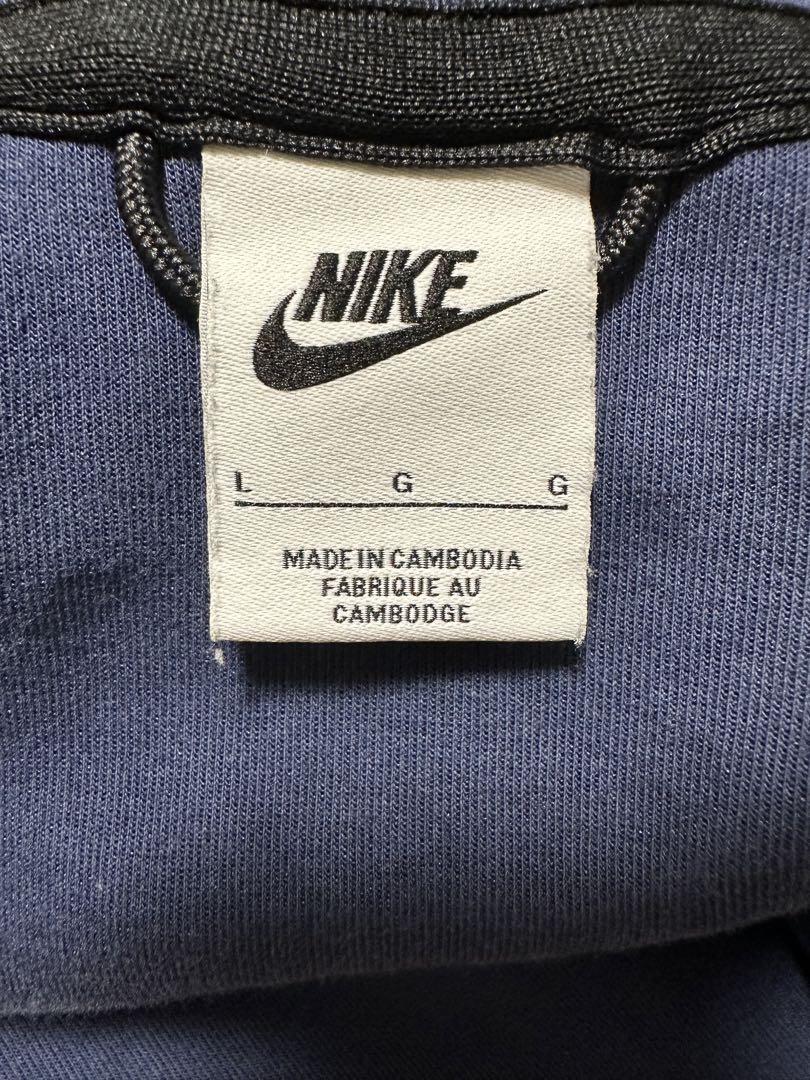 NIKE
L G G
MADE IN CAMBODIA
FABRIQUE AU
CAMBODGE